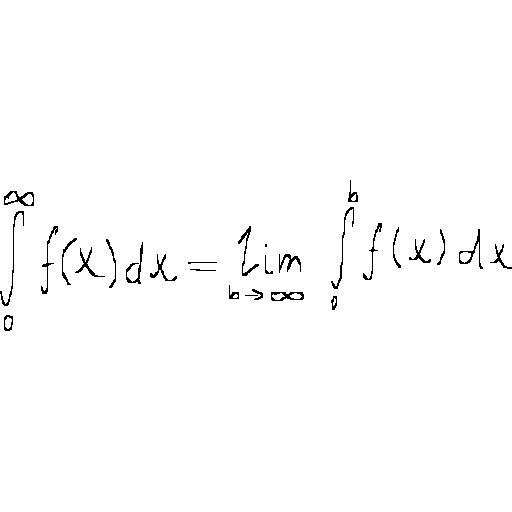 ∫₀^∞ f(x)dx = lim_{b→∞} ∫₀^b f(x)dx